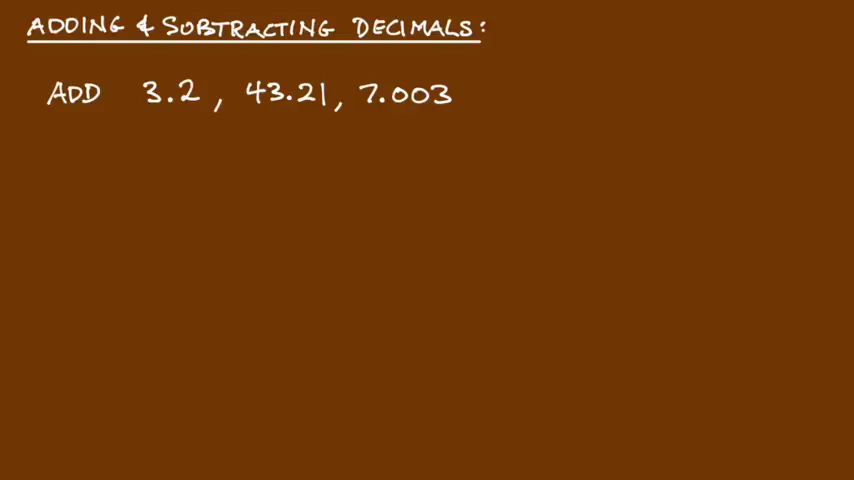 ADDING & SUBTRACTING DECIMALS:
ADD 3.2, 43.21, 7.003